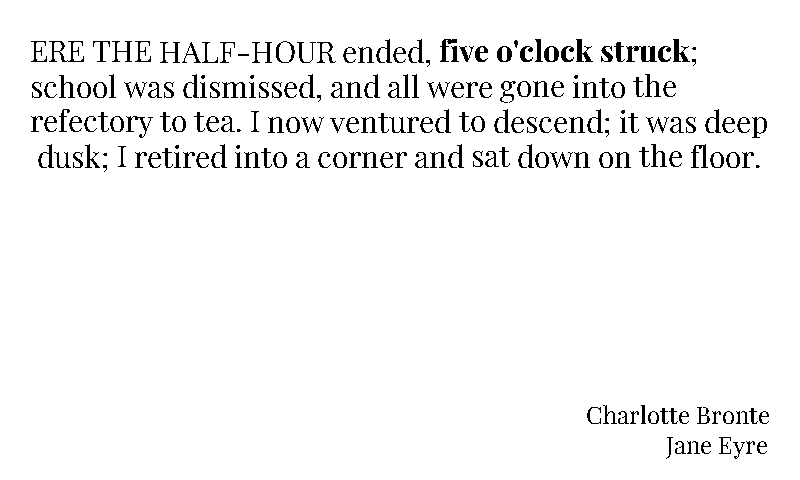 ERE THE HALF-HOUR ended, five o'clock struck;
school was dismissed, and all were gone into the
refectory to tea. I now ventured to descend; it was deep
dusk; I retired into a corner and sat down on the floor.
Charlotte Bronte
Jane Eyre